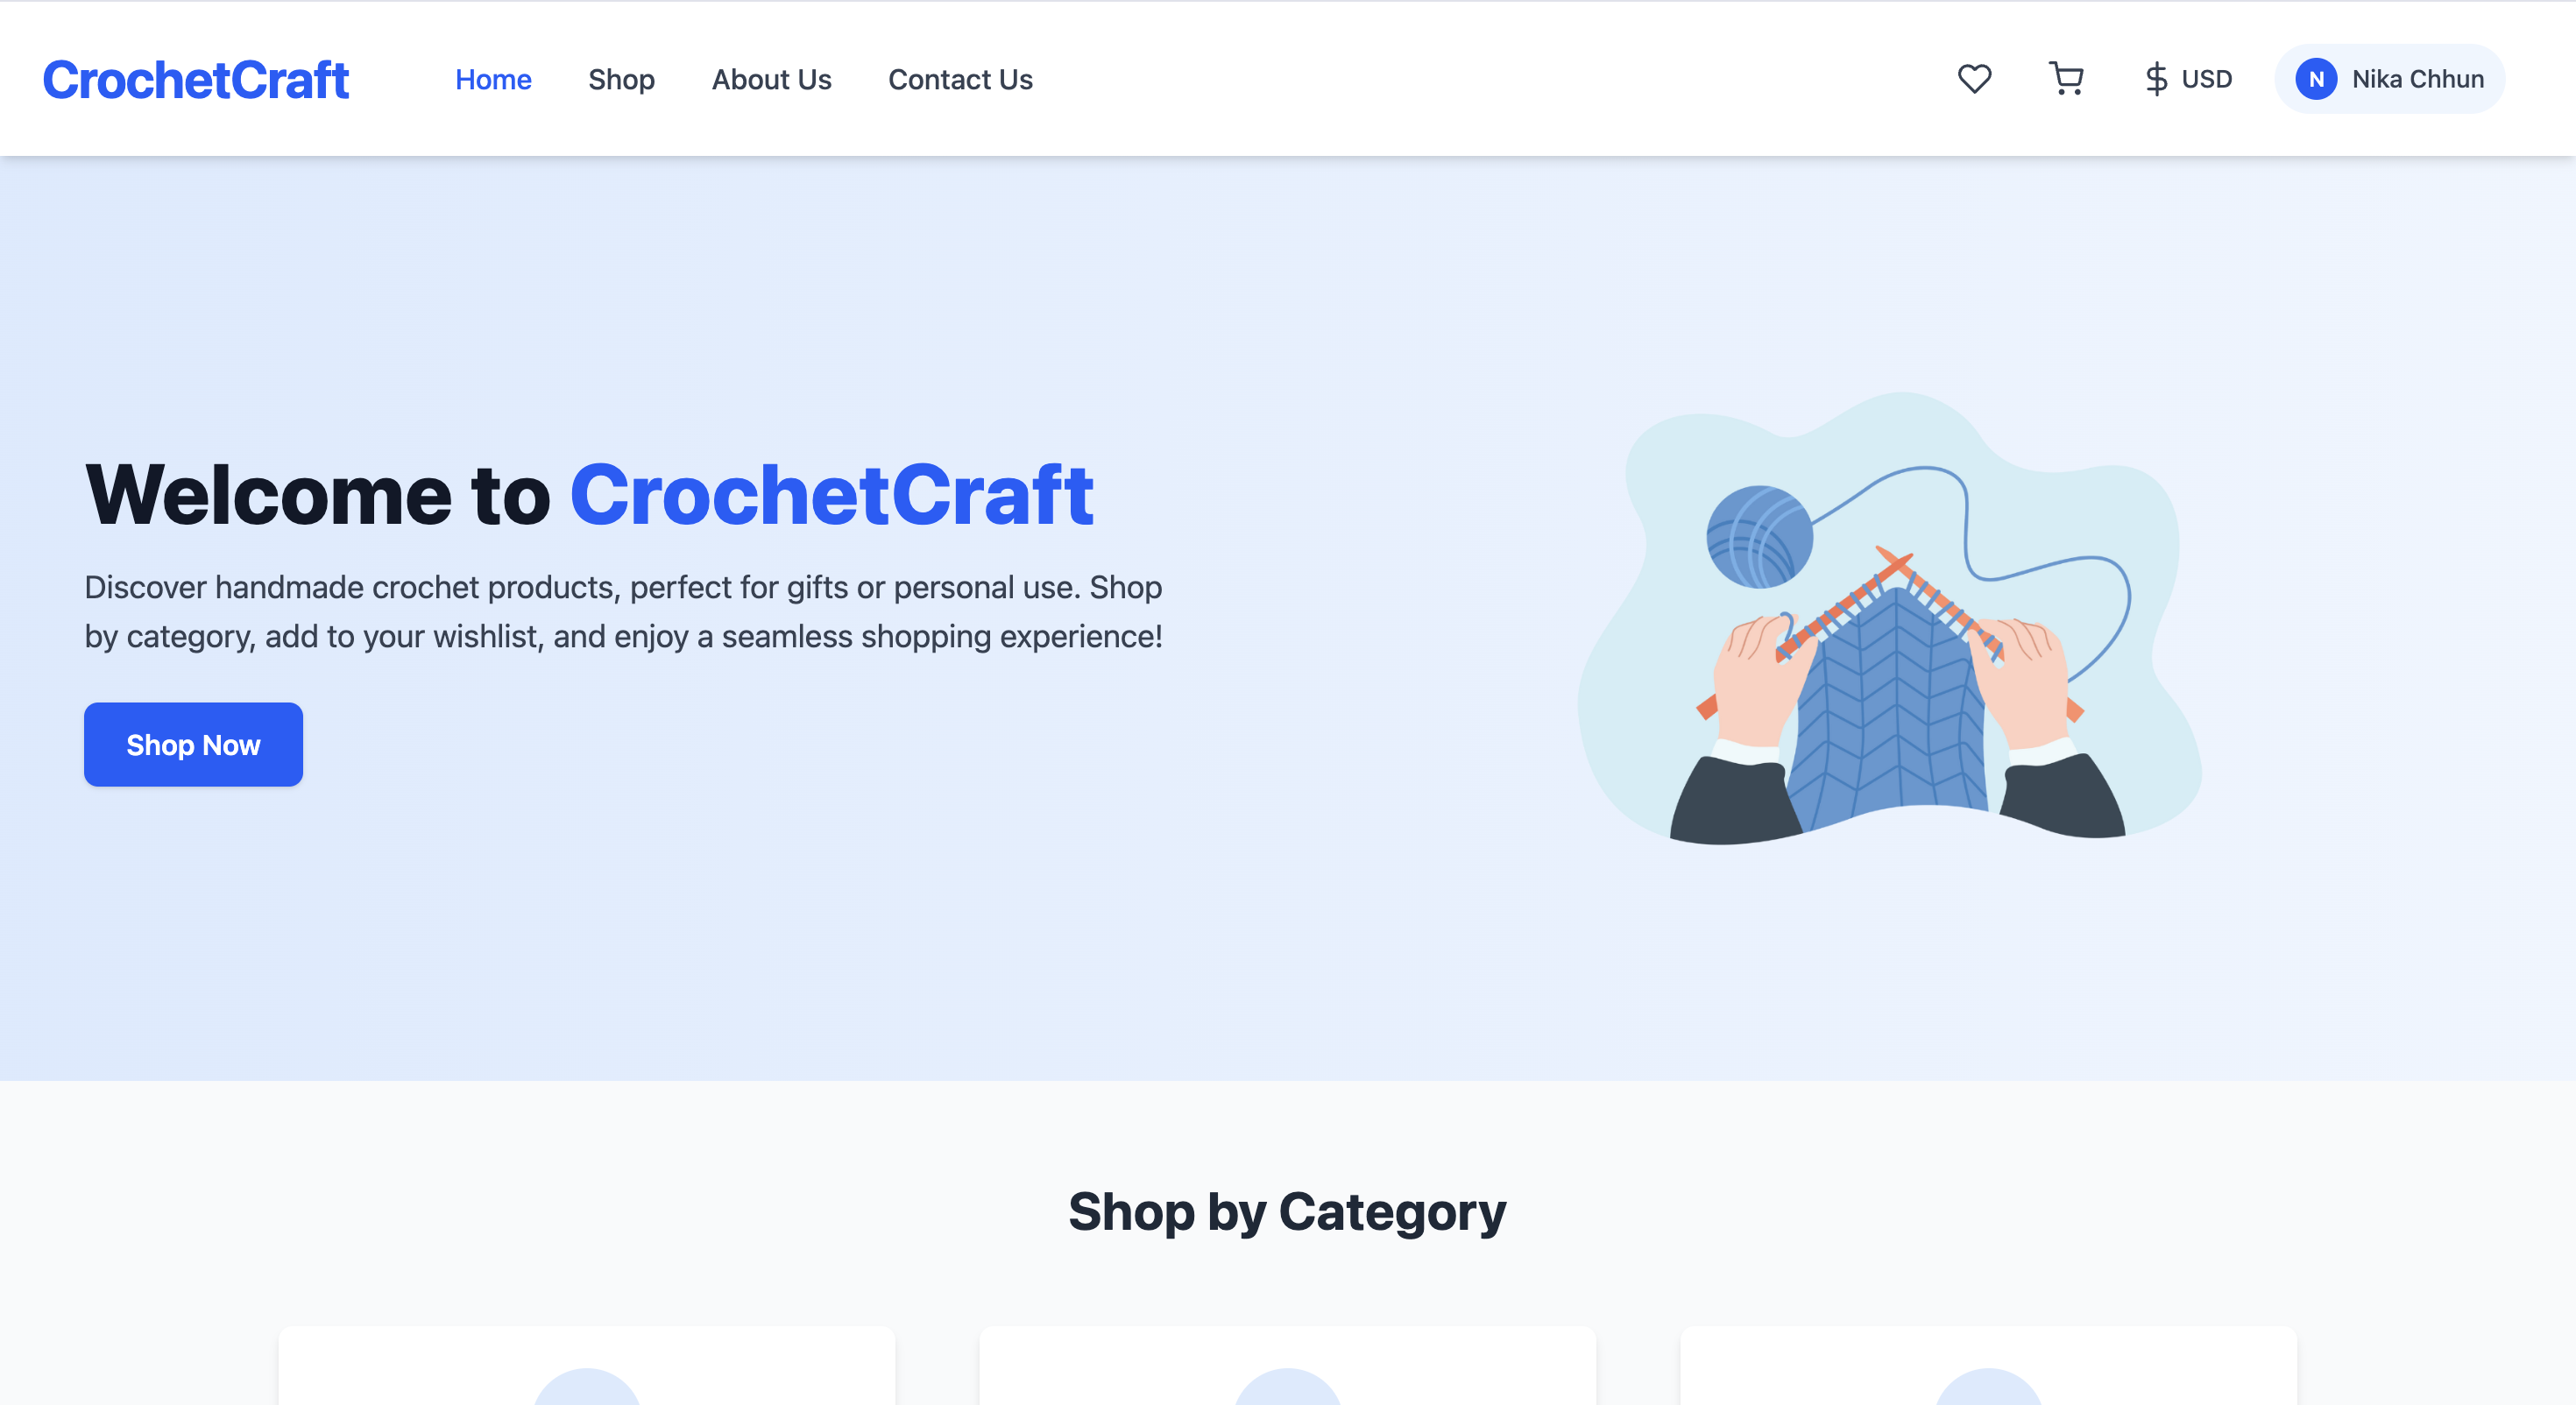 CrochetCraft
Home
Shop
About Us
Contact Us
$ USD
N
Nika Chhun
Welcome to CrochetCraft
Discover handmade crochet products, perfect for gifts or personal use. Shop
by category, add to your wishlist, and enjoy a seamless shopping experience!
Shop Now
Shop by Category